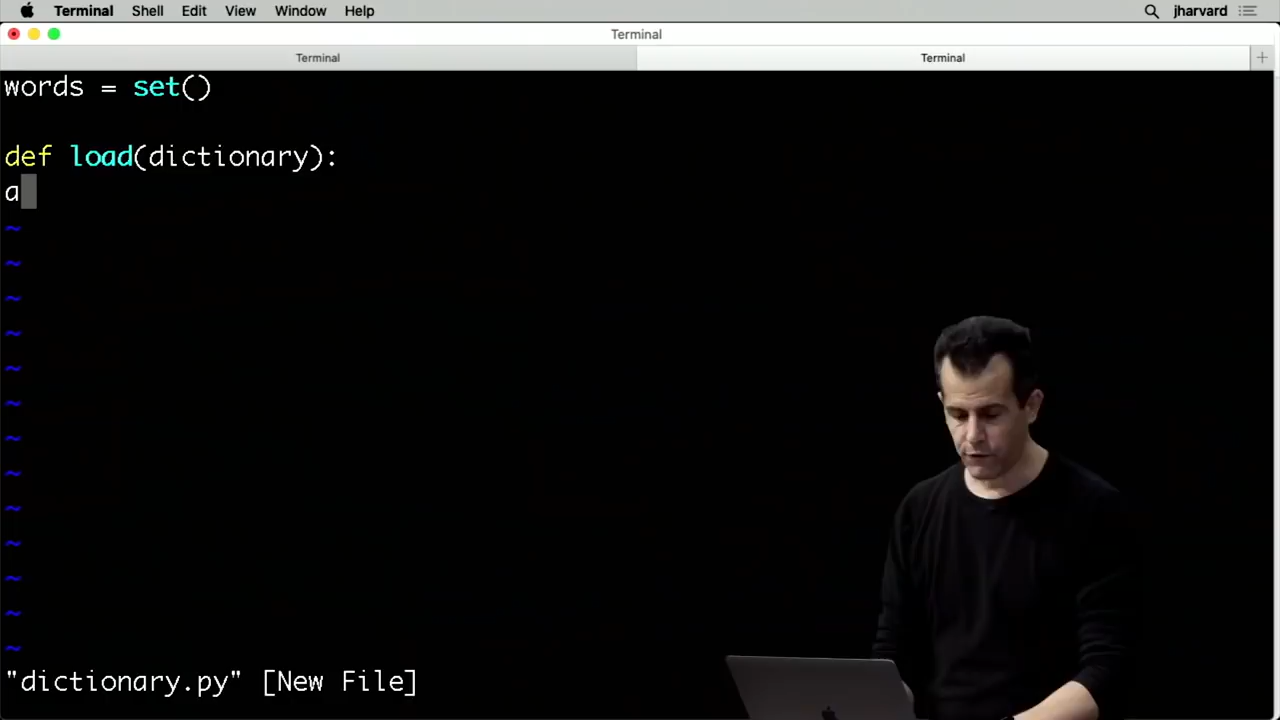 Terminal Shell Edit View Window Help jharvard
Terminal
Terminal Terminal +
words = set()
def load(dictionary):
a
~
~
~
~
~
~
~
~
~
~
~
~
~
"dictionary.py" [New File]